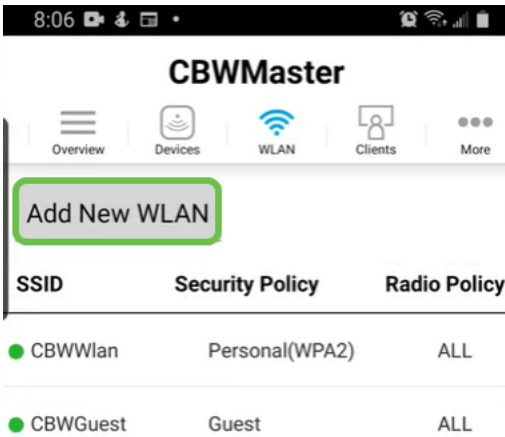 8:06
CBWMaster
Overview Devices WLAN Clients More
Add New WLAN
SSID Security Policy Radio Policy
CBWWlan Personal(WPA2) ALL
CBWGuest Guest ALL